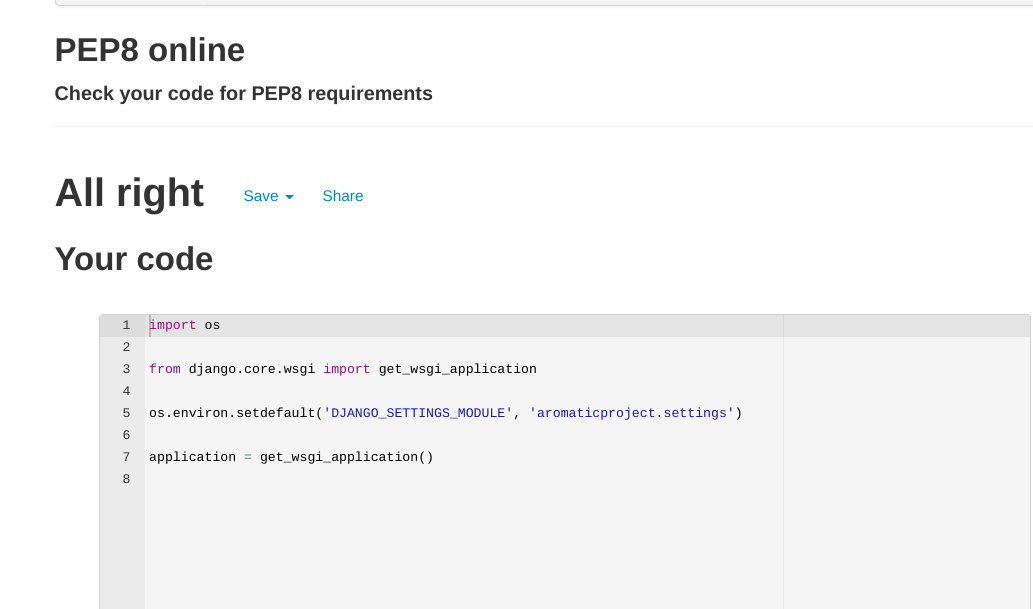 PEP8 online
Check your code for PEP8 requirements
All right Save Share
Your code
1 import os
2
3 from django.core.wsgi import get_wsgi_application
4
5 os.environ.setdefault('DJANGO_SETTINGS_MODULE', 'aromaticproject.settings')
6
7 application = get_wsgi_application()
8